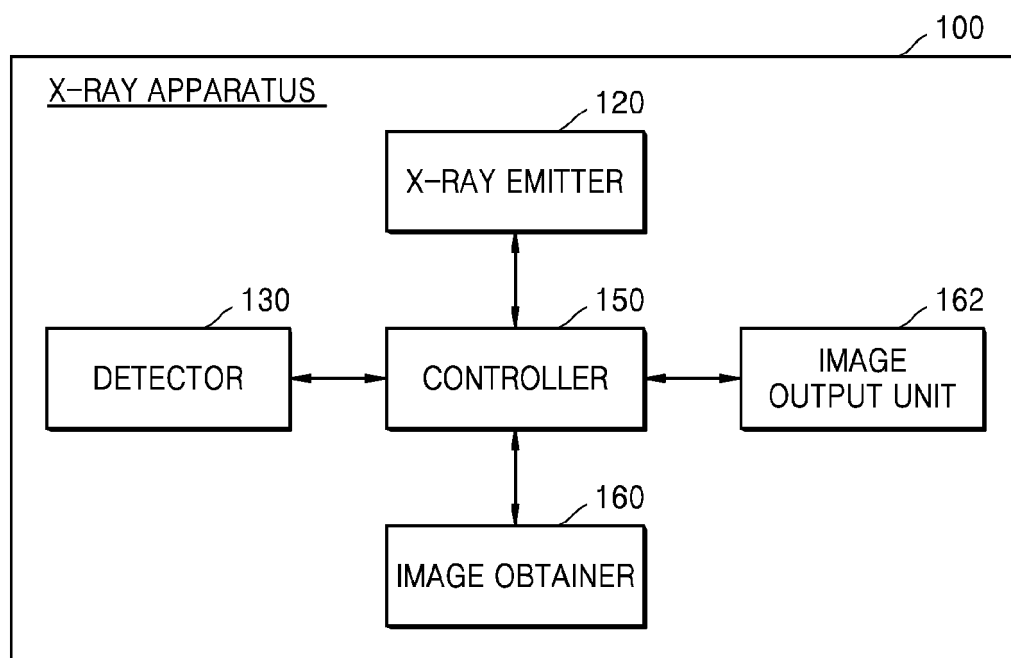 100
X-RAY APPARATUS
120
X-RAY EMITTER
130
DETECTOR
150
CONTROLLER
162
IMAGE
OUTPUT UNIT
160
IMAGE OBTAINER